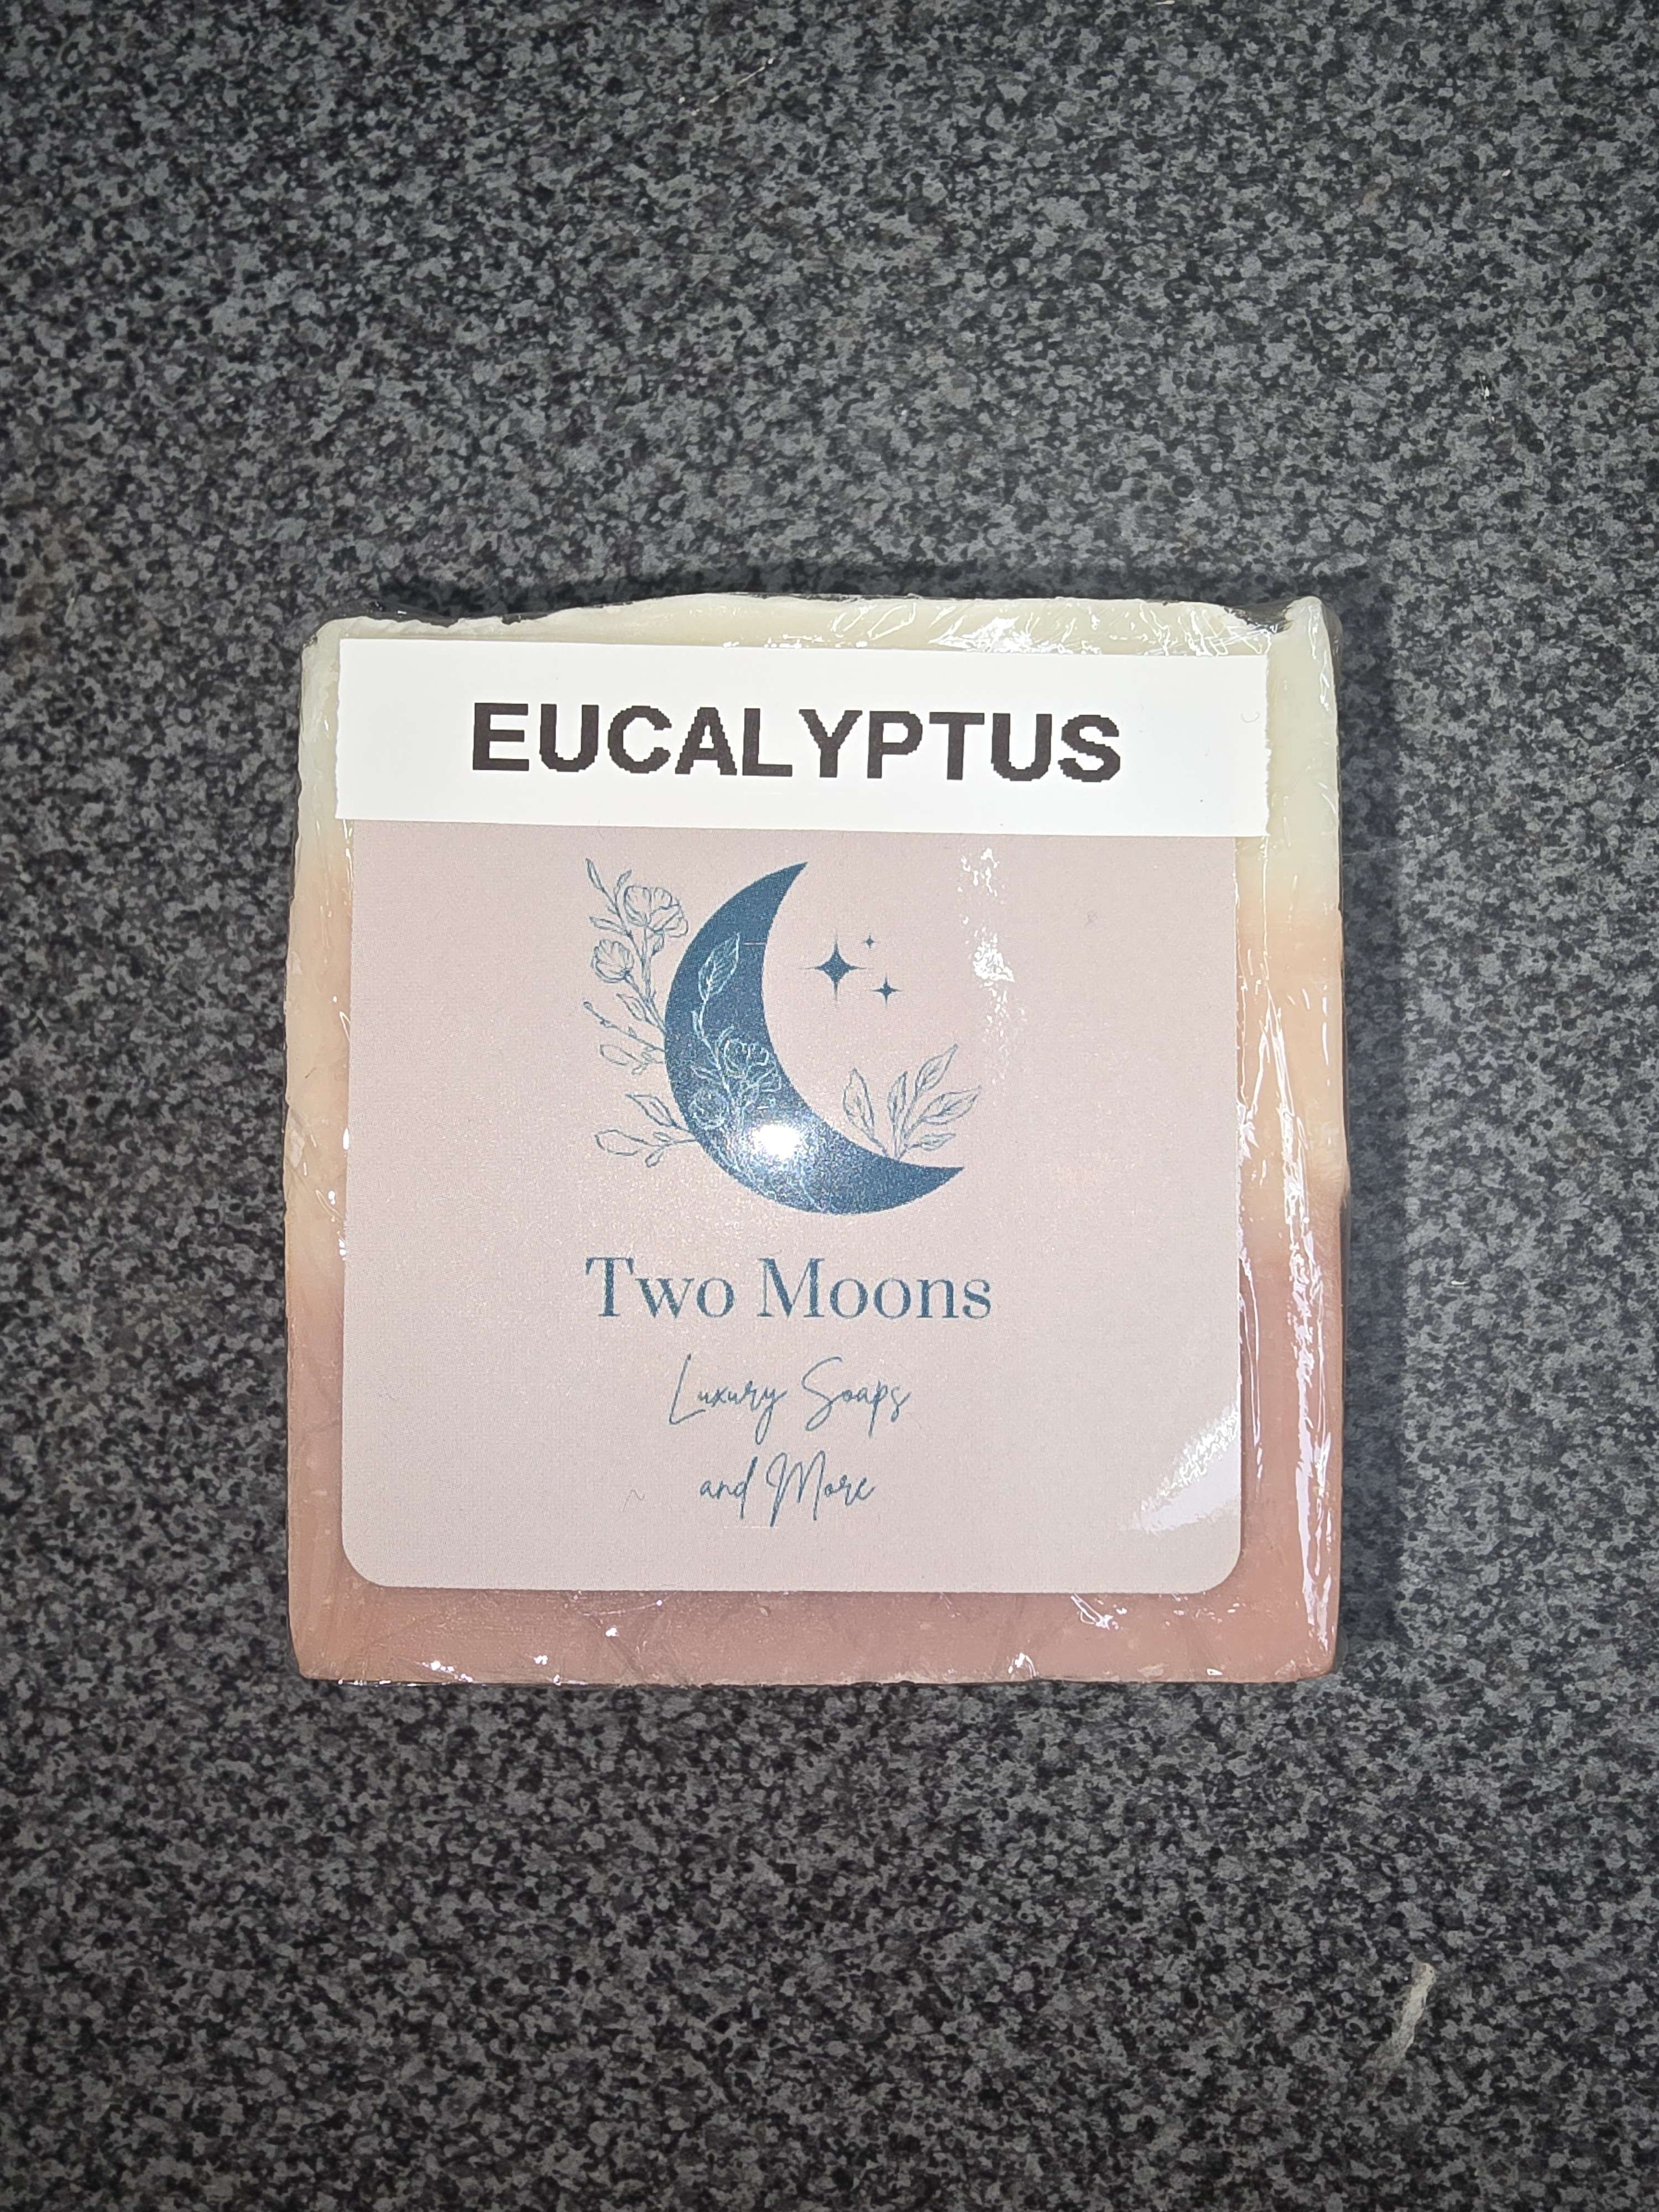 EUCALYPTUS
Two Moons
Luxury Soaps
and More